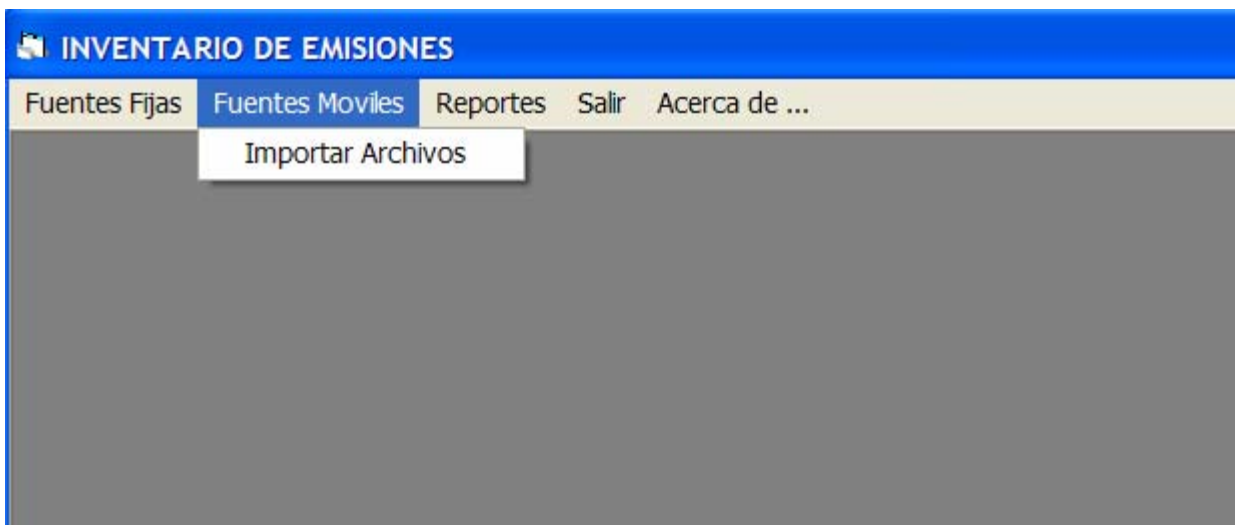 INVENTARIO DE EMISIONES
Fuentes Fijas Fuentes Moviles Reportes Salir Acerca de ...
Importar Archivos